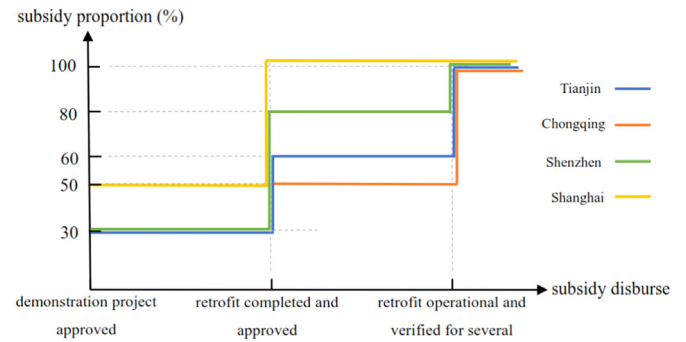 subsidy proportion (%)
100
80
60
50
30
Tianjin
Chongqing
Shenzhen
Shanghai
subsidy disburse
demonstration project
approved
retrofit completed and
approved
retrofit operational and
verified for several